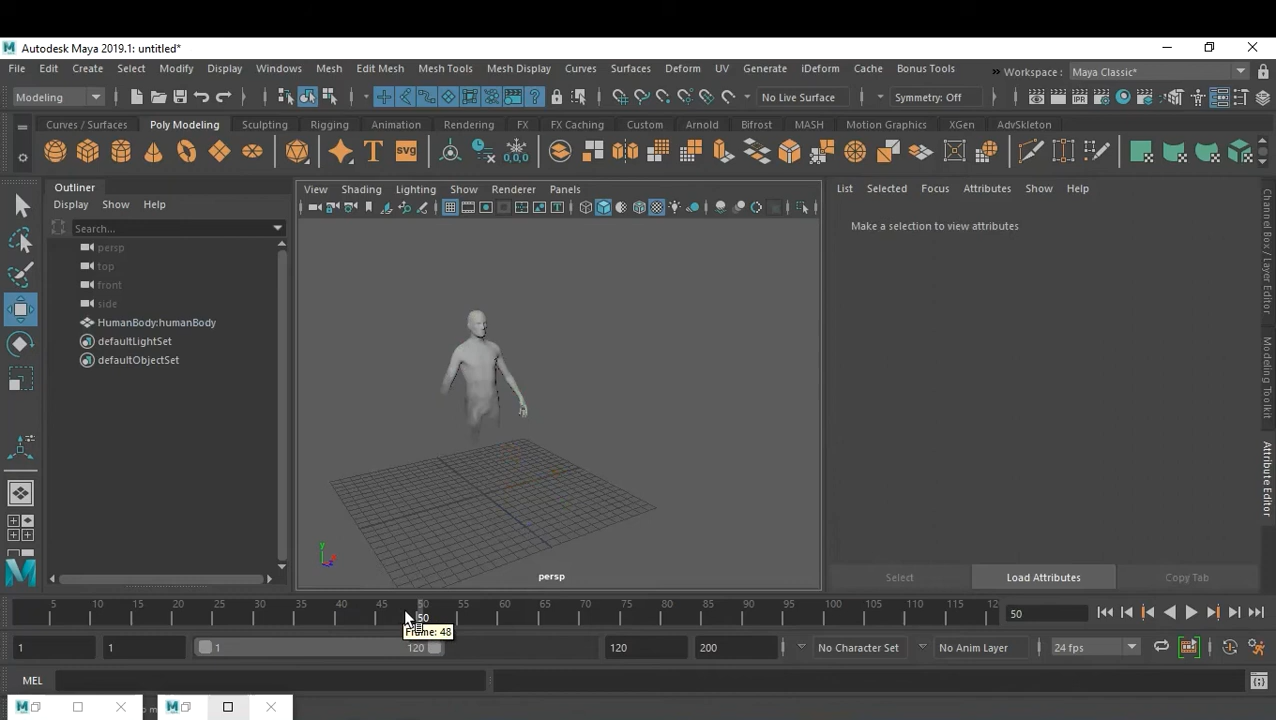 Autodesk Maya 2019.1: untitled*
File Edit Create Select Modify Display Windows Mesh Edit Mesh Mesh Tools Mesh Display Curves Surfaces Deform UV Generate iDeform Cache Bonus Tools » Workspace: Maya Classic*
Modeling No Live Surface Symmetry: Off IPR
Curves / Surfaces Poly Modeling Sculpting Rigging Animation Rendering FX FX Caching Custom Arnold Bifrost MASH Motion Graphics XGen AdvSkeleton
T svg 0,0,0
Outliner
Display Show Help
Search...
persp
top
front
side
HumanBody:humanBody
defaultLightSet
defaultObjectSet
View Shading Lighting Show Renderer Panels
y
persp
List Selected Focus Attributes Show Help
Make a selection to view attributes
Select Load Attributes Copy Tab
Channel Box / Layer Editor
Modeling Toolkit
Attribute Editor
5 10 15 20 25 30 35 40 45 50 55 60 65 70 75 80 85 90 95 100 105 110 115 12
50 50
Frame: 48
1 1 1 120 120 200 No Character Set No Anim Layer 24 fps
MEL